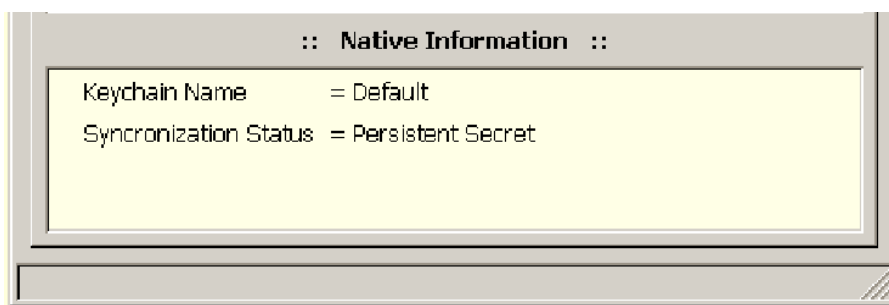 :: Native Information ::
Keychain Name = Default
Syncronization Status = Persistent Secret